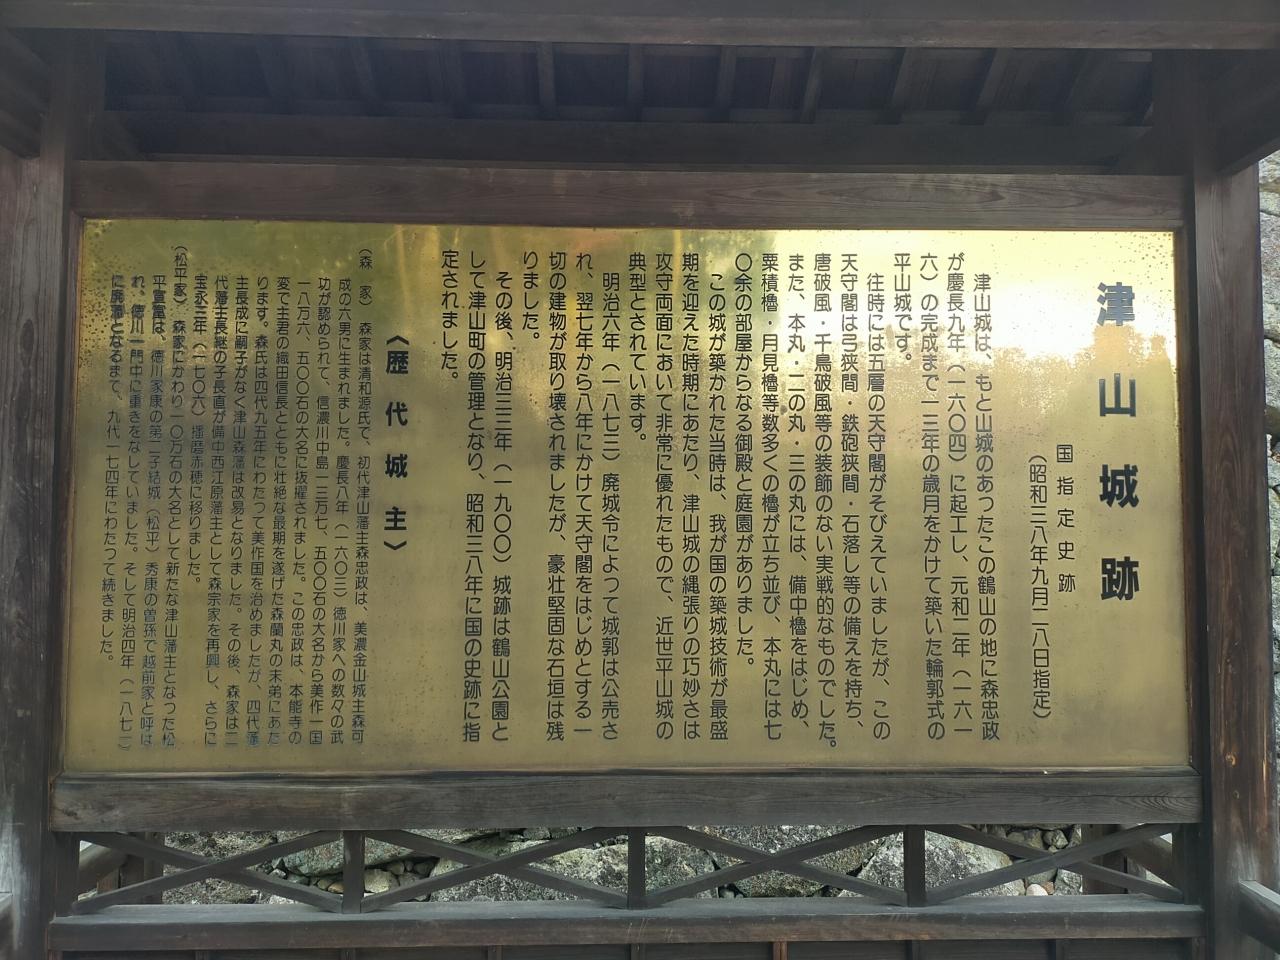 津山城跡
国指定史跡
（昭和三八年九月二八日指定）
津山城は、もと山城のあったこの鶴山の地に森忠政
が慶長九年（一六〇四）に起工し、元和二年（一六一
六）の完成まで一三年の歳月をかけて築いた輪郭式の
平山城です。
往時には五層の天守閣がそびえていましたが、この
天守閣は弓狭間・鉄砲狭間・石落し等の備えを持ち、
唐破風・千鳥破風等の装飾のない実戦的なものでした。
また、本丸・二の丸・三の丸には、備中櫓をはじめ、
粟積櫓・月見櫓等数多くの櫓が立ち並び、本丸には七
〇余の部屋からなる御殿と庭園がありました。
この城が築かれた当時は、我が国の築城技術が最盛
期を迎えた時期にあたり、津山城の縄張りの巧妙さは
攻守両面において非常に優れたもので、近世平山城の
典型とされています。
明治六年（一八七三）廃城令によって城郭は公売さ
れ、翌七年から八年にかけて天守閣をはじめとする一
切の建物が取り壊されましたが、豪壮堅固な石垣は残
りました。
その後、明治三三年（一九〇〇）城跡は鶴山公園と
して津山町の管理となり、昭和三八年に国の史跡に指
定されました。
〈歴代城主〉
（森　家）　森家は清和源氏で、初代津山藩主森忠政は、美濃金山城主森可
成の六男に生まれました。慶長八年（一六〇三）徳川家への数々の武
功が認められて、信濃川中島一三万七、五〇〇石の大名から美作一国
一八万六、五〇〇石の大名に抜擢されました。この忠政は、本能寺の
変で主君の織田信長とともに壮絶な最期を遂げた森蘭丸の末弟にあた
ります。森氏は四代九五年にわたって美作国を治めましたが、四代藩
主長成に嗣子がなく津山森藩は改易となりました。その後、森家は二
代藩主長継の子長直が備中西江原藩主として森宗家を再興し、さらに
宝永三年（一七〇六）播磨赤穂に移りました。
（松平家）　森家にかわり一〇万石の大名として新たな津山藩主となった松
平宣富は、徳川家康の第二子結城（松平）秀康の曽孫で越前家と呼ば
れ、徳川一門中に重きをなしていました。そして明治四年（一八七一）
に廃藩となるまで、九代一七四年にわたって続きました。